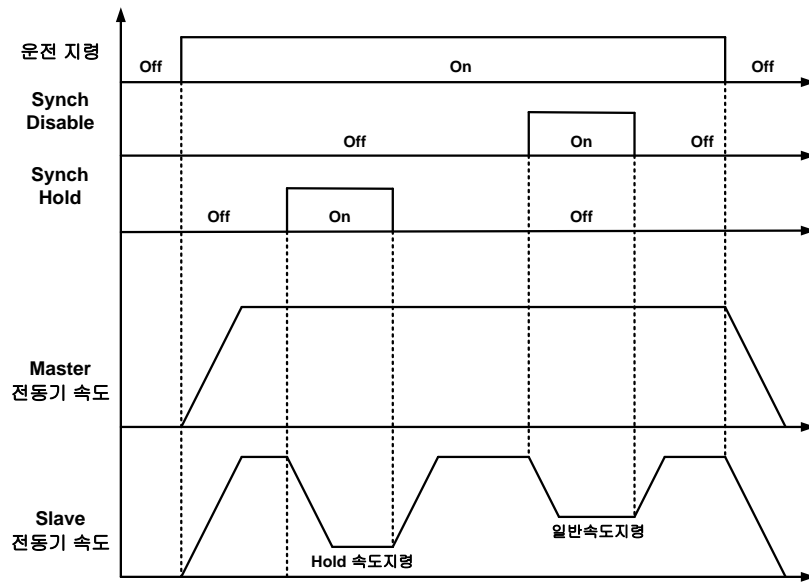 운전 지령
Off
On
Off
Synch
Disable
Off
On
Off
Synch
Hold
Off
On
Off
Master
전동기 속도
Slave
전동기 속도
Hold 속도지령
일반속도지령